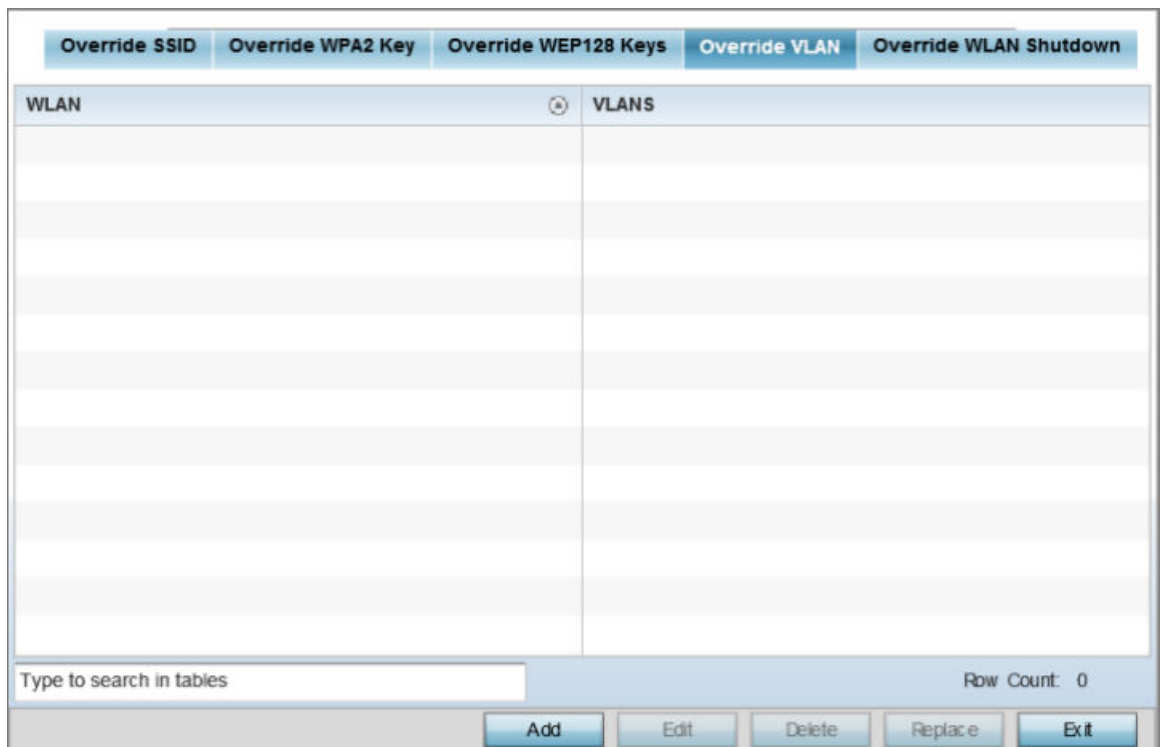 Override SSID Override WPA2 Key Override WEP128 Keys Override VLAN Override WLAN Shutdown
WLAN VLANS
Type to search in tables Row Count: 0
Add Edit Delete Replace Exit